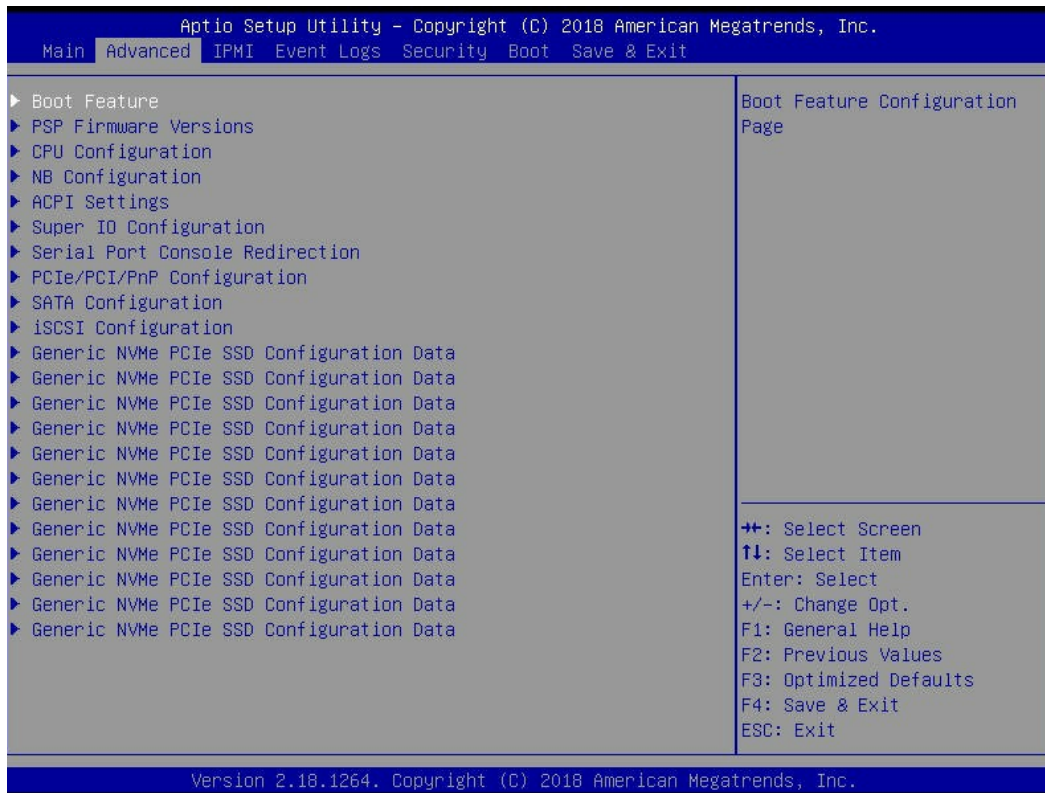 Aptio Setup Utility – Copyright (C) 2018 American Megatrends, Inc.
Main Advanced IPMI Event Logs Security Boot Save & Exit
▶ Boot Feature
▶ PSP Firmware Versions
▶ CPU Configuration
▶ NB Configuration
▶ ACPI Settings
▶ Super IO Configuration
▶ Serial Port Console Redirection
▶ PCIe/PCI/PnP Configuration
▶ SATA Configuration
▶ iSCSI Configuration
▶ Generic NVMe PCIe SSD Configuration Data
▶ Generic NVMe PCIe SSD Configuration Data
▶ Generic NVMe PCIe SSD Configuration Data
▶ Generic NVMe PCIe SSD Configuration Data
▶ Generic NVMe PCIe SSD Configuration Data
▶ Generic NVMe PCIe SSD Configuration Data
▶ Generic NVMe PCIe SSD Configuration Data
▶ Generic NVMe PCIe SSD Configuration Data
▶ Generic NVMe PCIe SSD Configuration Data
▶ Generic NVMe PCIe SSD Configuration Data
▶ Generic NVMe PCIe SSD Configuration Data
▶ Generic NVMe PCIe SSD Configuration Data
Boot Feature Configuration
Page
→←: Select Screen
↑↓: Select Item
Enter: Select
+/-: Change Opt.
F1: General Help
F2: Previous Values
F3: Optimized Defaults
F4: Save & Exit
ESC: Exit
Version 2.18.1264. Copyright (C) 2018 American Megatrends, Inc.